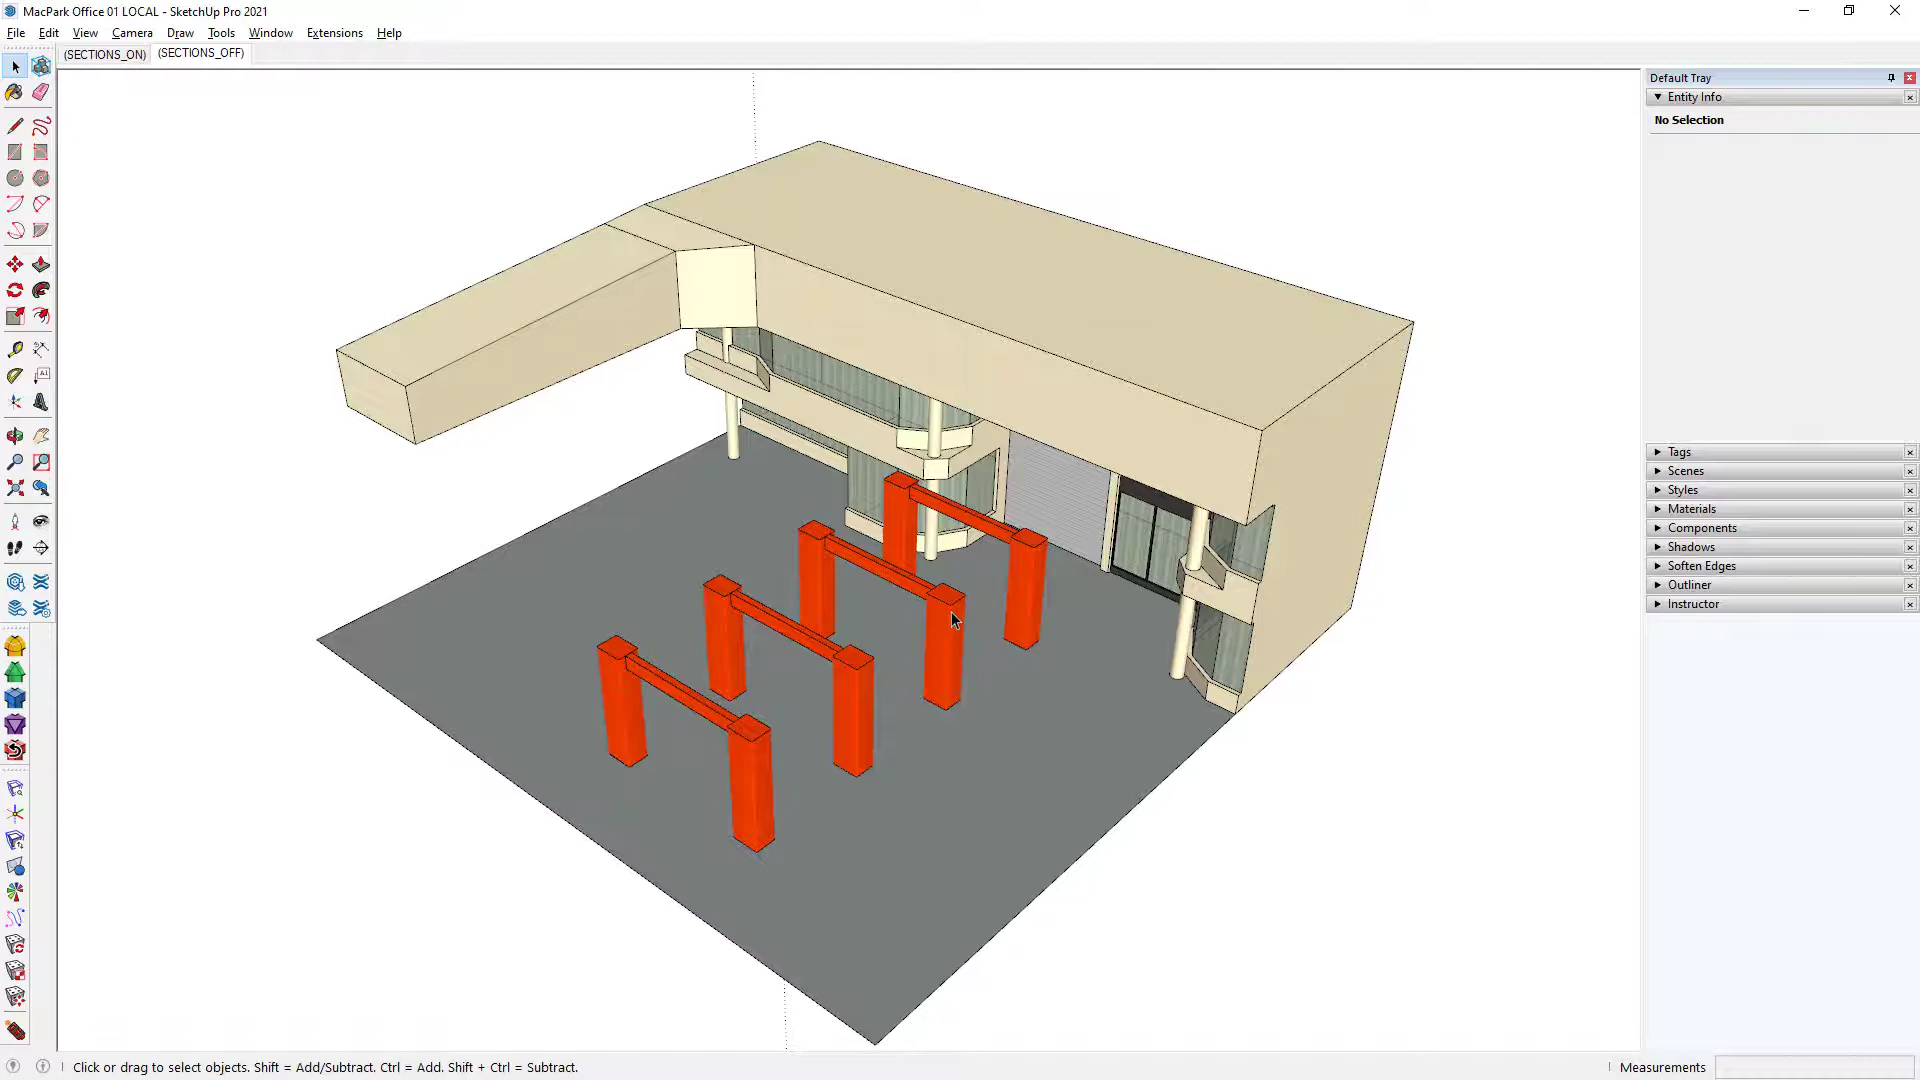 MacPark Office 01 LOCAL - SketchUp Pro 2021
File Edit View Camera Draw Tools Window Extensions Help
(SECTIONS_ON) (SECTIONS_OFF)
Default Tray
Entity Info
No Selection
Tags
Scenes
Styles
Materials
Components
Shadows
Soften Edges
Outliner
Instructor
Click or drag to select objects. Shift = Add/Subtract. Ctrl = Add. Shift + Ctrl = Subtract.
Measurements